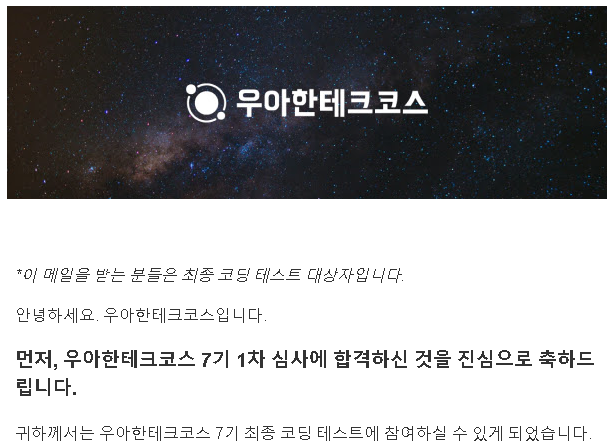 우아한테크코스
*이 메일을 받는 분들은 최종 코딩 테스트 대상자입니다.
안녕하세요. 우아한테크코스입니다.
먼저, 우아한테크코스 7기 1차 심사에 합격하신 것을 진심으로 축하드
립니다.
귀하께서는 우아한테크코스 7기 최종 코딩 테스트에 참여하실 수 있게 되었습니다.